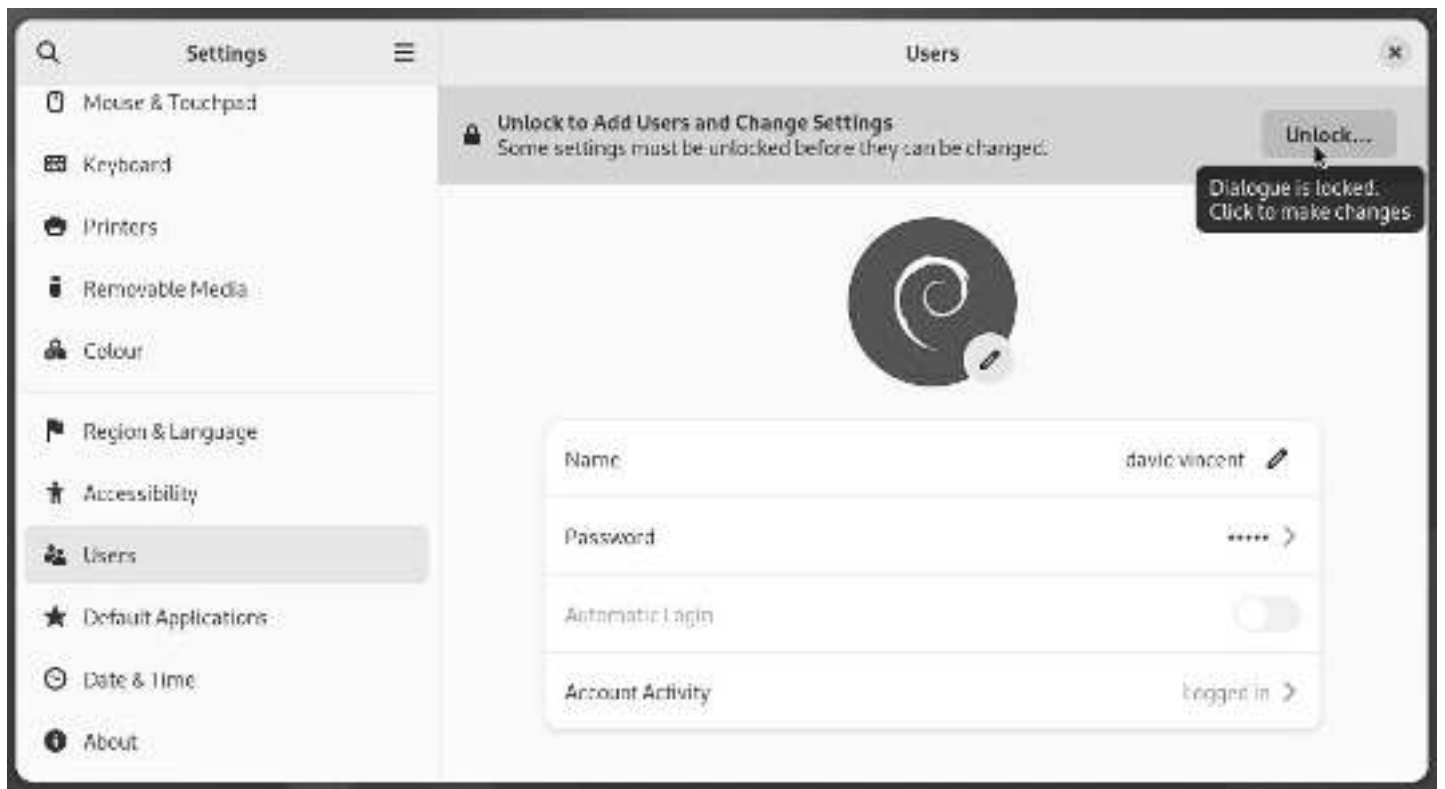 Settings
Mouse & Touchpad
Keyboard
Printers
Removable Media
Colour
Region & Language
Accessibility
Users
Default Applications
Date & Time
About
Users
Unlock to Add Users and Change Settings
Some settings must be unlocked before they can be changed.
Unlock...
Dialogue is locked.
Click to make changes
Name
david vincent
Password
•••••
Automatic Login
Account Activity
Logged in